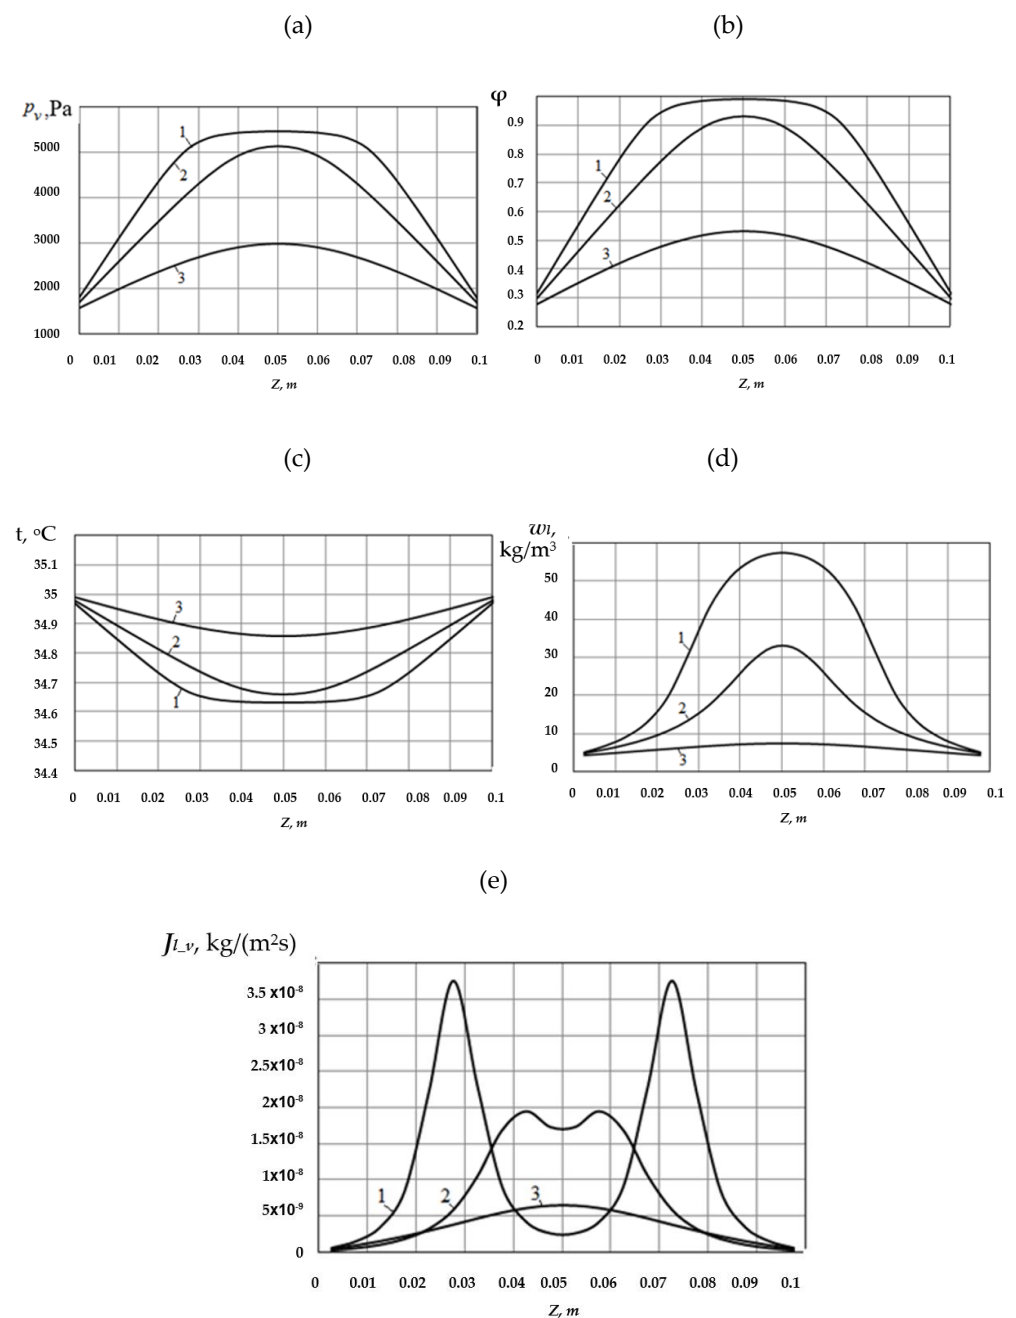 (a)
(b)
pv,Pa
5000
4000
3000
2000
1000
1
2
3
0 0.01 0.02 0.03 0.04 0.05 0.06 0.07 0.08 0.09 0.1
Z, m
φ
0.9
0.8
0.7
0.6
0.5
0.4
0.3
0.2
1
2
3
0 0.01 0.02 0.03 0.04 0.05 0.06 0.07 0.08 0.09 0.1
Z, m
(c)
(d)
t, oC
35.1
35
34.9
34.8
34.7
34.6
34.5
34.4
3
2
1
0 0.01 0.02 0.03 0.04 0.05 0.06 0.07 0.08 0.09 0.1
Z, m
wl,
kg/m3
50
40
30
20
10
0
1
2
3
0 0.01 0.02 0.03 0.04 0.05 0.06 0.07 0.08 0.09 0.1
Z, m
(e)
Jl_v, kg/(m2s)
3.5 x10-8
3 x10-8
2.5x10-8
2x10-8
1.5x10-8
1x10-8
5x10-9
0
1
2
3
0 0.01 0.02 0.03 0.04 0.05 0.06 0.07 0.08 0.09 0.1
Z, m